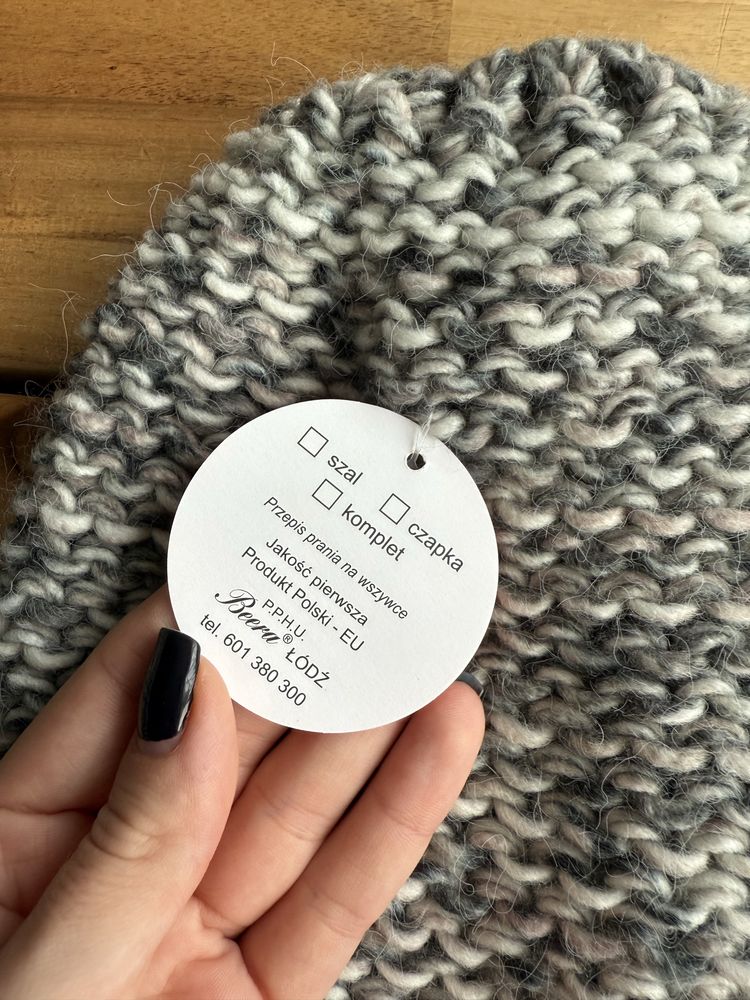 szal
komplet
czapka
Przepis prania na wszywce
Jakość pierwsza
Produkt Polski - EU
P.P.H.U.
Beera ® ŁÓDŹ
tel. 601 380 300